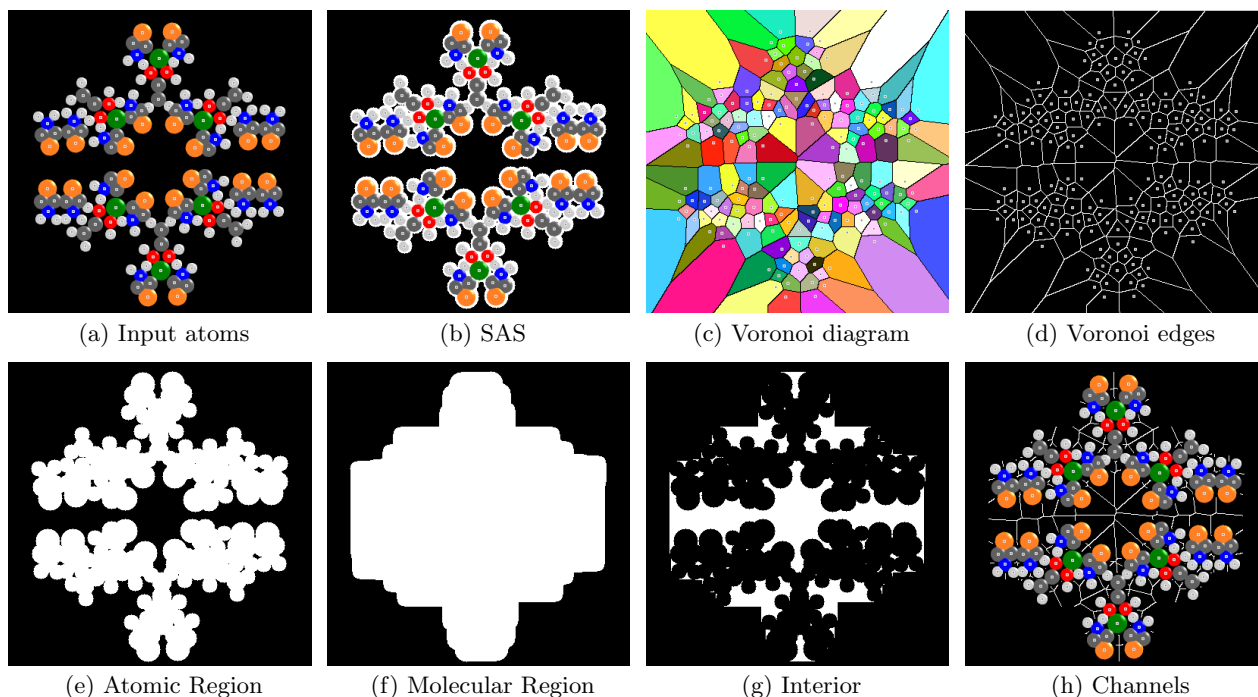 (a) Input atoms
(b) SAS
(c) Voronoi diagram
(d) Voronoi edges
(e) Atomic Region
(f) Molecular Region
(g) Interior
(h) Channels